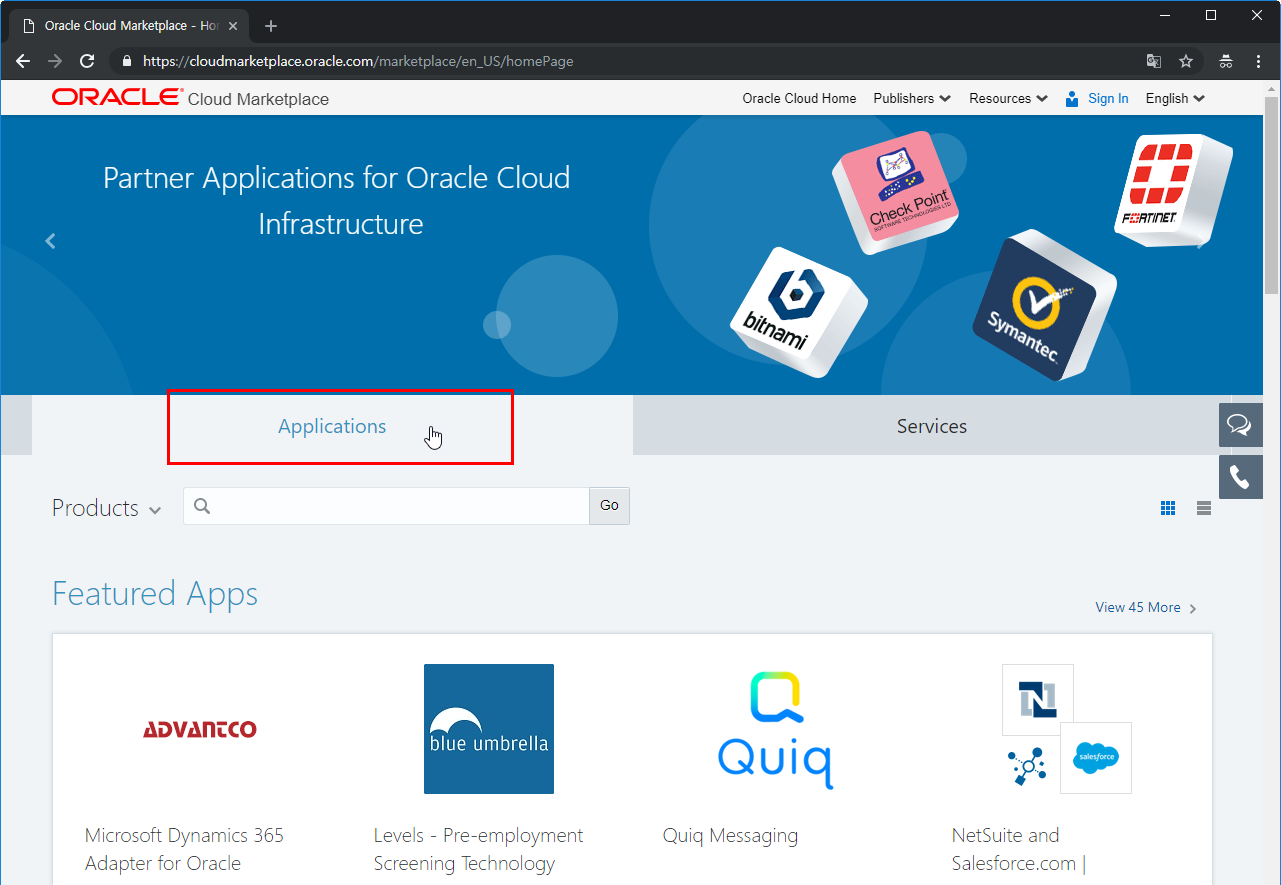 Oracle Cloud Marketplace - Hor
https://cloudmarketplace.oracle.com/marketplace/en_US/homePage
ORACLE Cloud Marketplace
Oracle Cloud Home
Publishers
Resources
Sign In
English
Partner Applications for Oracle Cloud
Infrastructure
Check Point
SOFTWARE TECHNOLOGIES LTD
FORTINET
bitnami
Symantec
Applications
Services
Products
Go
Featured Apps
View 45 More
ADVANTCO
blue umbrella
Quiq
N
salesforce
Microsoft Dynamics 365
Adapter for Oracle
Levels - Pre-employment
Screening Technology
Quiq Messaging
NetSuite and
Salesforce.com |